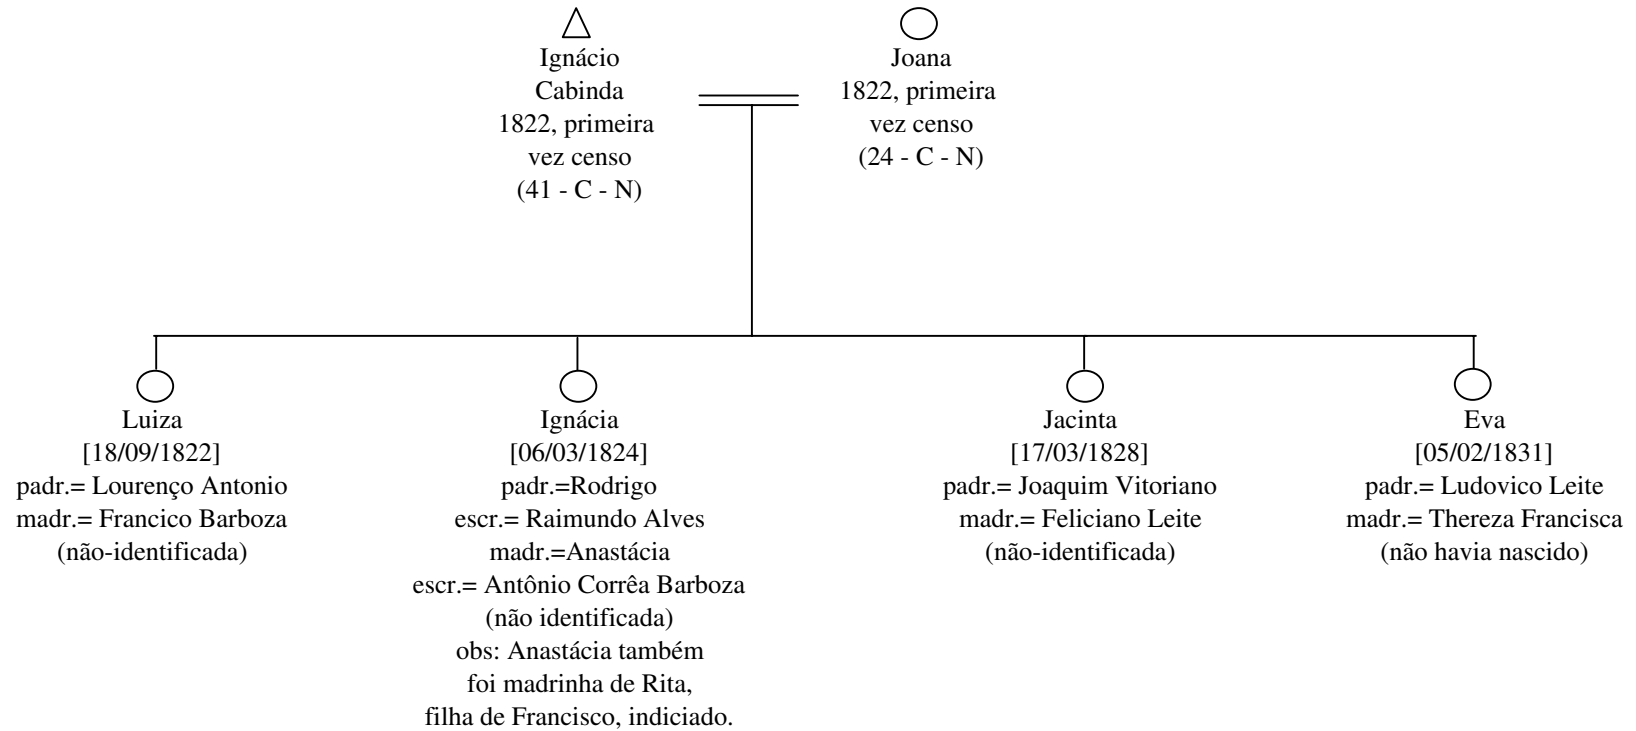 Ignácio
Cabinda
1822, primeira
vez censo
(41 - C - N)
Joana
1822, primeira
vez censo
(24 - C - N)
Luiza
[18/09/1822]
padr.= Lourenço Antonio
madr.= Francico Barboza
(não-identificada)
Ignácia
[06/03/1824]
padr.=Rodrigo
escr.= Raimundo Alves
madr.=Anastácia
escr.= Antônio Corrêa Barboza
(não identificada)
obs: Anastácia também
foi madrinha de Rita,
filha de Francisco, indiciado.
Jacinta
[17/03/1828]
padr.= Joaquim Vitoriano
madr.= Feliciano Leite
(não-identificada)
Eva
[05/02/1831]
padr.= Ludovico Leite
madr.= Thereza Francisca
(não havia nascido)